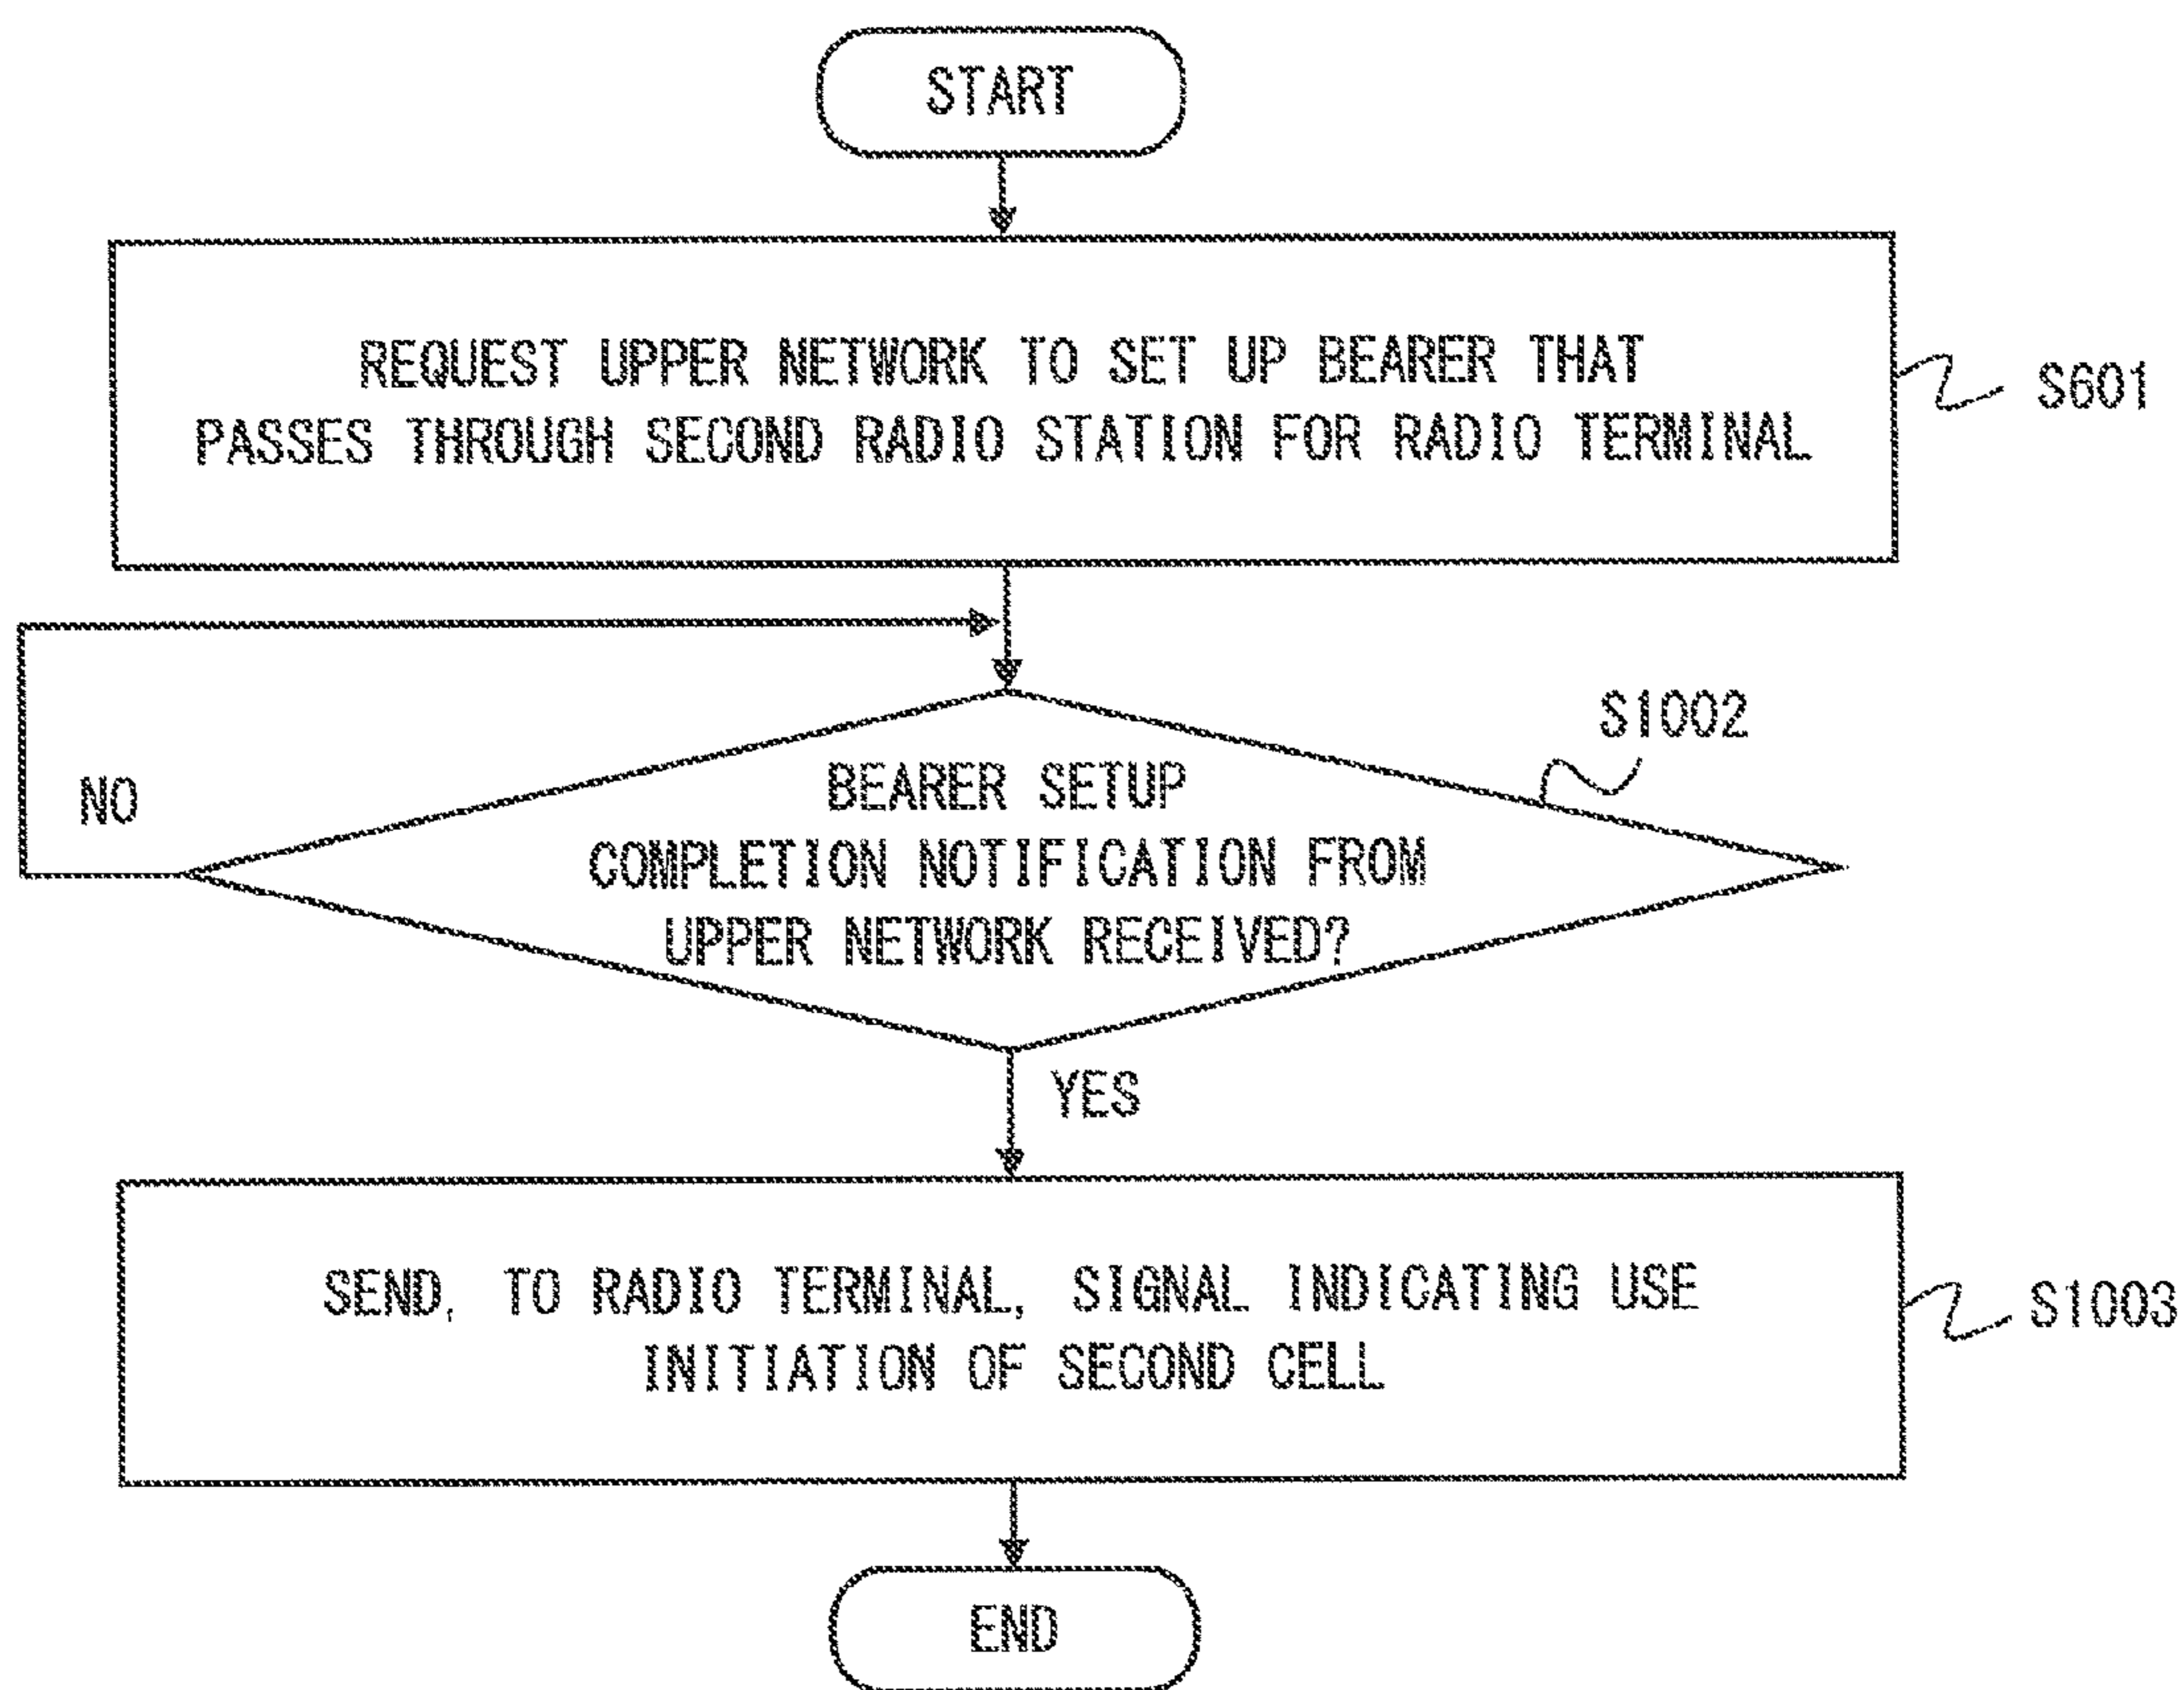 START
REQUEST UPPER NETWORK TO SET UP BEARER THAT
PASSES THROUGH SECOND RADIO STATION FOR RADIO TERMINAL
S601
S1002
NO
BEARER SETUP
COMPLETION NOTIFICATION FROM
UPPER NETWORK RECEIVED?
YES
SEND, TO RADIO TERMINAL, SIGNAL INDICATING USE
INITIATION OF SECOND CELL
S1003
END